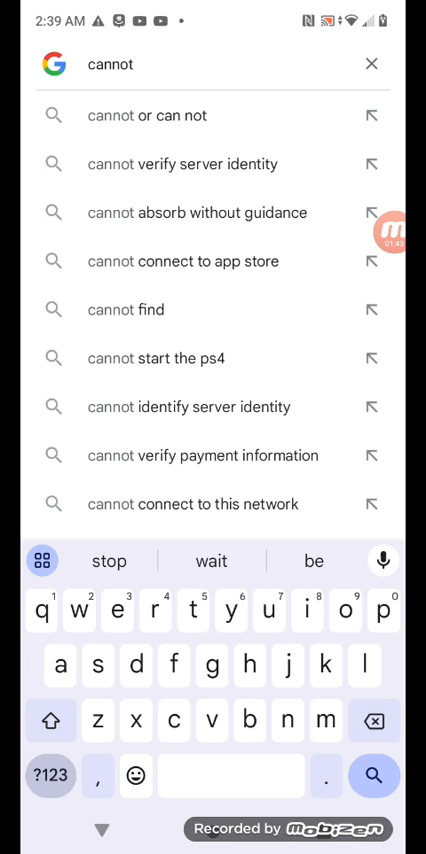 2:39 AM
cannot
cannot or can not
cannot verify server identity
cannot absorb without guidance
m
01:43
cannot connect to app store
cannot find
cannot start the ps4
cannot identify server identity
cannot verify payment information
cannot connect to this network
stop wait be
1 2 3 4 5 6 7 8 9 0
q w e r t y u i o p
a s d f g h j k l
z x c v b n m
?123 , .
Recorded by mobizen